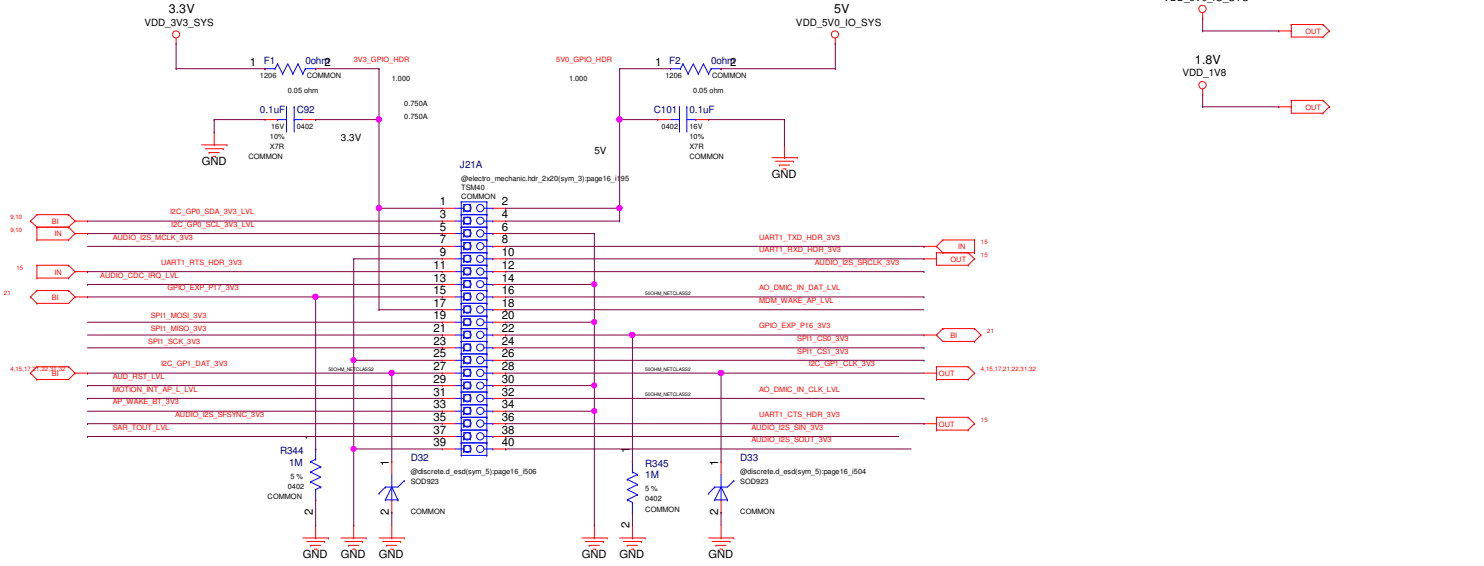 3.3V
VDD_3V3_SYS
5V
VDD_5V0_IO_SYS
OUT
1.8V
VDD_1V8
OUT
1 F1 0ohm 2
1206 COMMON
0.05 ohm
3V3_GPIO_HDR
1.000
0.750A
0.750A
0.1uF C92
16V 0402
10%
X7R
COMMON
3.3V
GND
5V0_GPIO_HDR
1.000
1 F2 0ohm 2
1206 COMMON
0.05 ohm
C101 0.1uF
0402 16V
10%
X7R
COMMON
5V
GND
J21A
@electro_mechanic.hdr_2x20(sym_3):page16_i195
TSM40
COMMON
1 2
9,10 BI I2C_GP0_SDA_3V3_LVL 3 4
9,10 IN I2C_GP0_SCL_3V3_LVL 5 6
AUDIO_I2S_MCLK_3V3 7 8 UART1_TXD_HDR_3V3 IN 15
9 10 UART1_RXD_HDR_3V3 OUT 15
15 IN UART1_RTS_HDR_3V3 11 12 AUDIO_I2S_SRCLK_3V3
AUDIO_CDC_IRQ_LVL 13 14
21 BI GPIO_EXP_P17_3V3 15 16 50OHM_NETCLASS2 AO_DMIC_IN_DAT_LVL
17 18 MDM_WAKE_AP_LVL
SPI1_MOSI_3V3 19 20
SPI1_MISO_3V3 21 22 GPIO_EXP_P16_3V3 BI 21
SPI1_SCK_3V3 23 24 SPI1_CS0_3V3
25 26 SPI1_CS1_3V3
4,15,17,21,22,31,32 BI I2C_GP1_DAT_3V3 50OHM_NETCLASS2 27 28 50OHM_NETCLASS2 I2C_GP1_CLK_3V3 OUT 4,15,17,21,22,31,32
AUD_RST_LVL 29 30
MOTION_INT_AP_L_LVL 31 32 50OHM_NETCLASS2 AO_DMIC_IN_CLK_LVL
AP_WAKE_BT_3V3 33 34
AUDIO_I2S_SFSYNC_3V3 35 36 UART1_CTS_HDR_3V3 OUT 15
SAR_TOUT_LVL 37 38 AUDIO_I2S_SIN_3V3
39 40 AUDIO_I2S_SOUT_3V3
R344
1M
5 %
0402
COMMON
2
1
D32
@discrete.d_esd(sym_5):page16_i506
SOD923
2
COMMON
1
R345
1M
5 %
0402
COMMON
2
1
D33
@discrete.d_esd(sym_5):page16_i504
SOD923
2
COMMON
GND GND GND GND GND GND